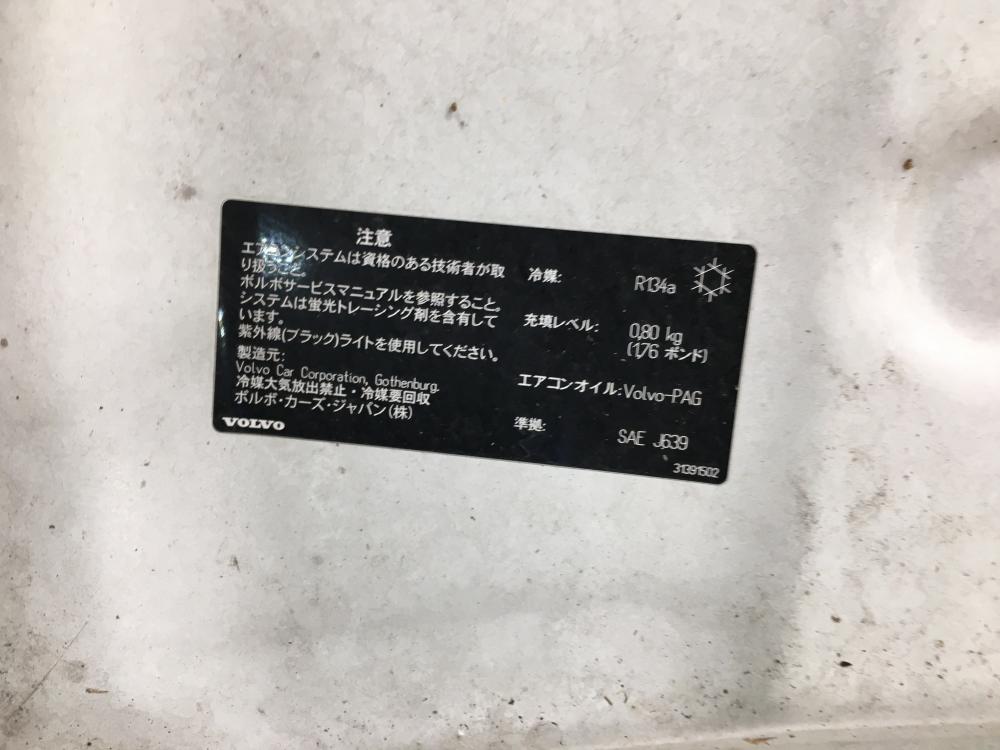 注意
エアコンシステムは資格のある技術者が取
り扱うこと。
ボルボサービスマニュアルを参照すること。
システムは蛍光トレーシング剤を含有して
います。
紫外線(ブラック)ライトを使用してください。
製造元:
Volvo Car Corporation, Gothenburg.
冷媒大気放出禁止・冷媒要回収
ボルボ・カーズ・ジャパン(株)
VOLVO
冷媒: R134a
充填レベル: 0,80 kg
(1,76 ポンド)
エアコンオイル:Volvo-PAG
準拠: SAE J639
31391502